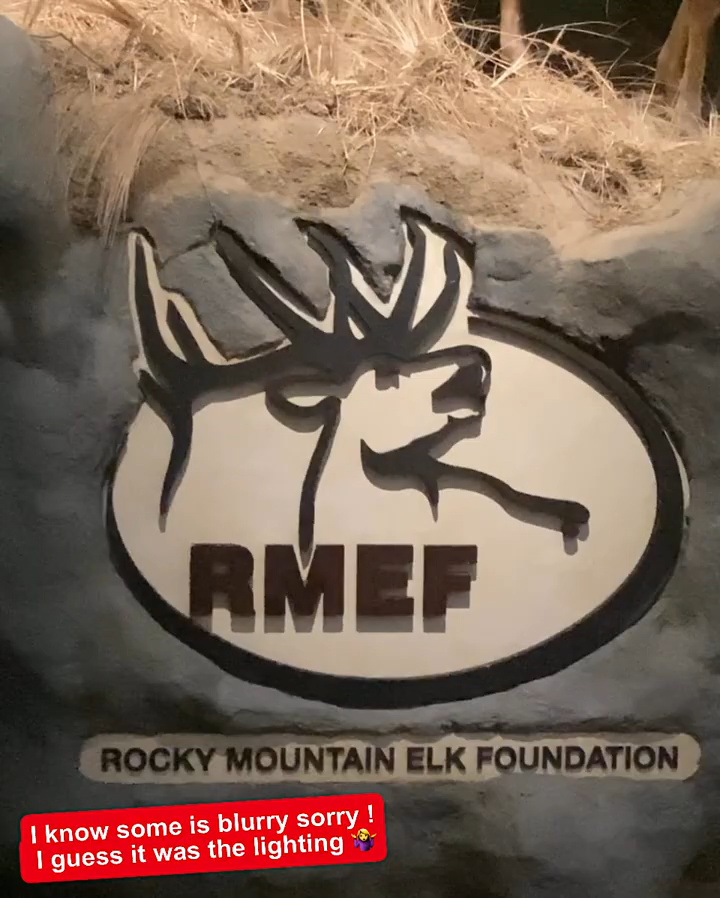 RMEF
ROCKY MOUNTAIN ELK FOUNDATION
I know some is blurry sorry !
I guess it was the lighting 🤷‍♀️